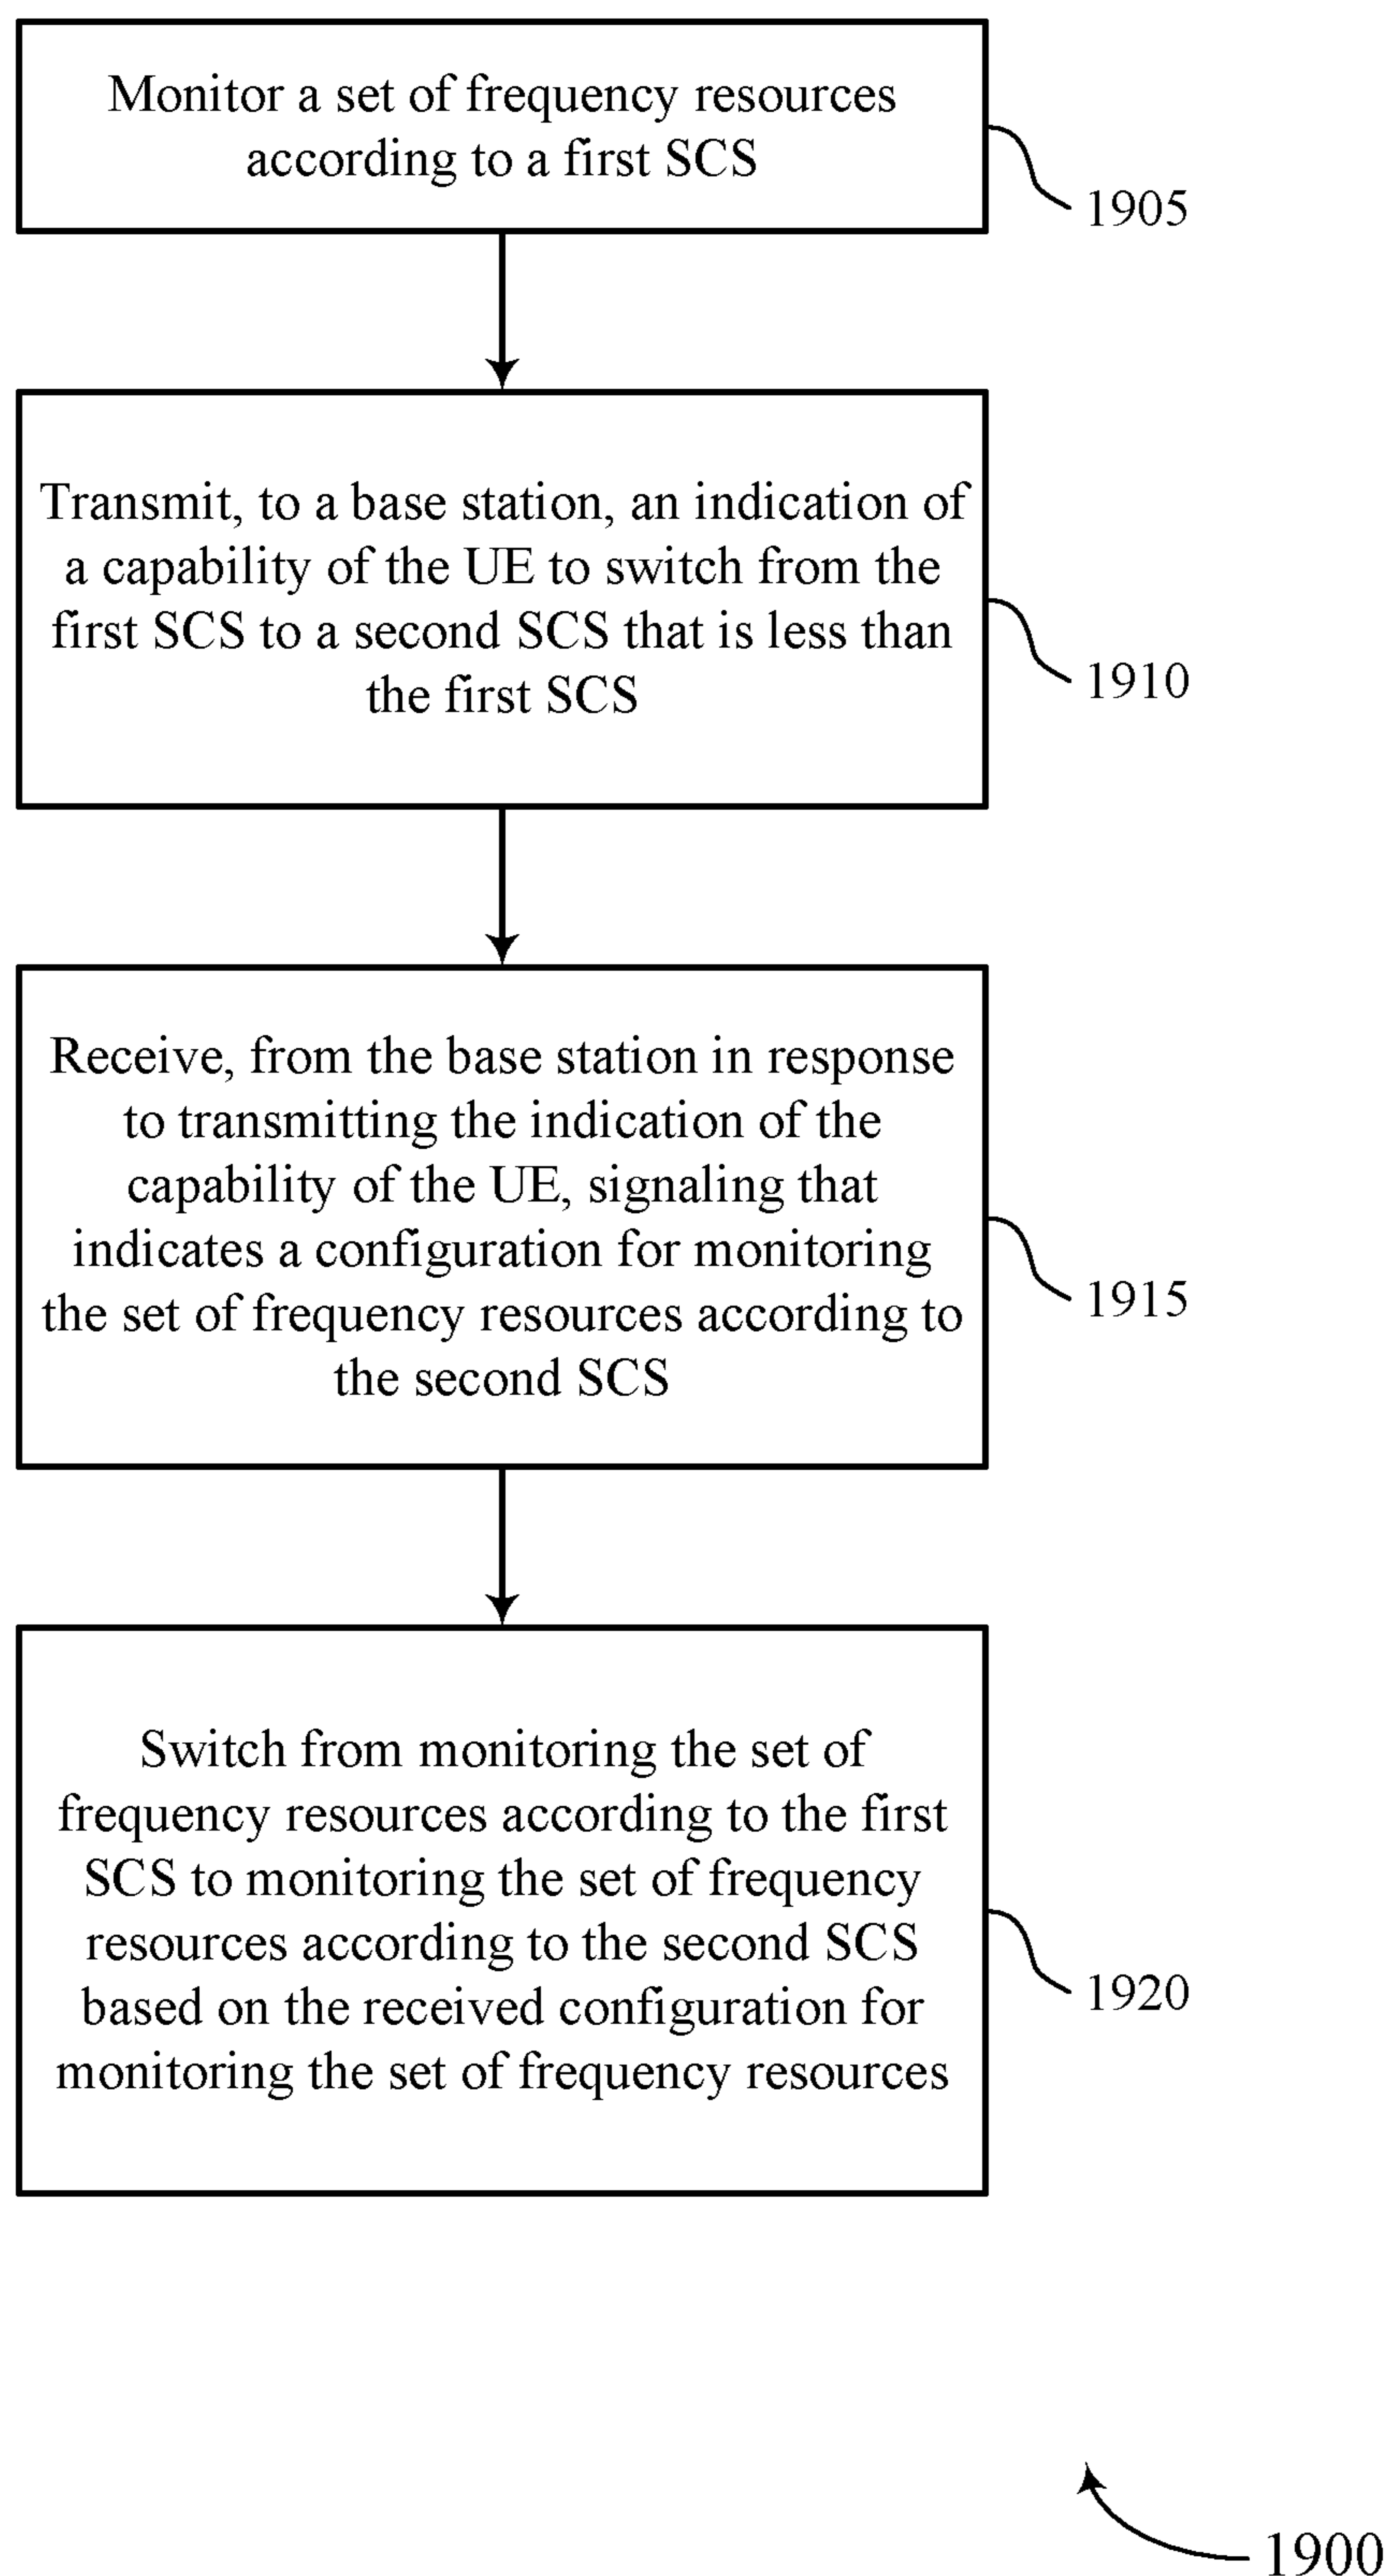 Monitor a set of frequency resources
according to a first SCS
1905
Transmit, to a base station, an indication of
a capability of the UE to switch from the
first SCS to a second SCS that is less than
the first SCS
1910
Receive, from the base station in response
to transmitting the indication of the
capability of the UE, signaling that
indicates a configuration for monitoring
the set of frequency resources according to
the second SCS
1915
Switch from monitoring the set of
frequency resources according to the first
SCS to monitoring the set of frequency
resources according to the second SCS
based on the received configuration for
monitoring the set of frequency resources
1920
1900